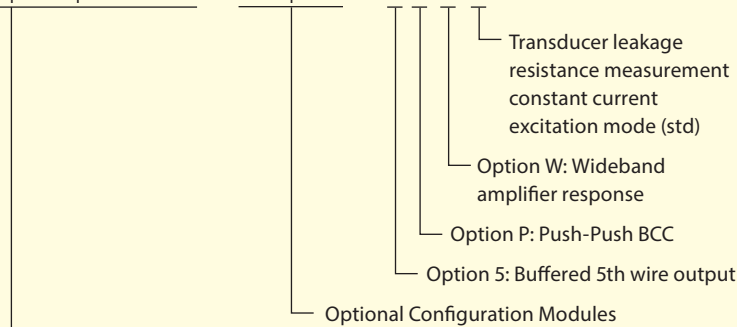 Transducer leakage
resistance measurement
constant current
excitation mode (std)
Option W: Wideband
amplifier response
Option P: Push-Push BCC
Option 5: Buffered 5th wire output
Optional Configuration Modules